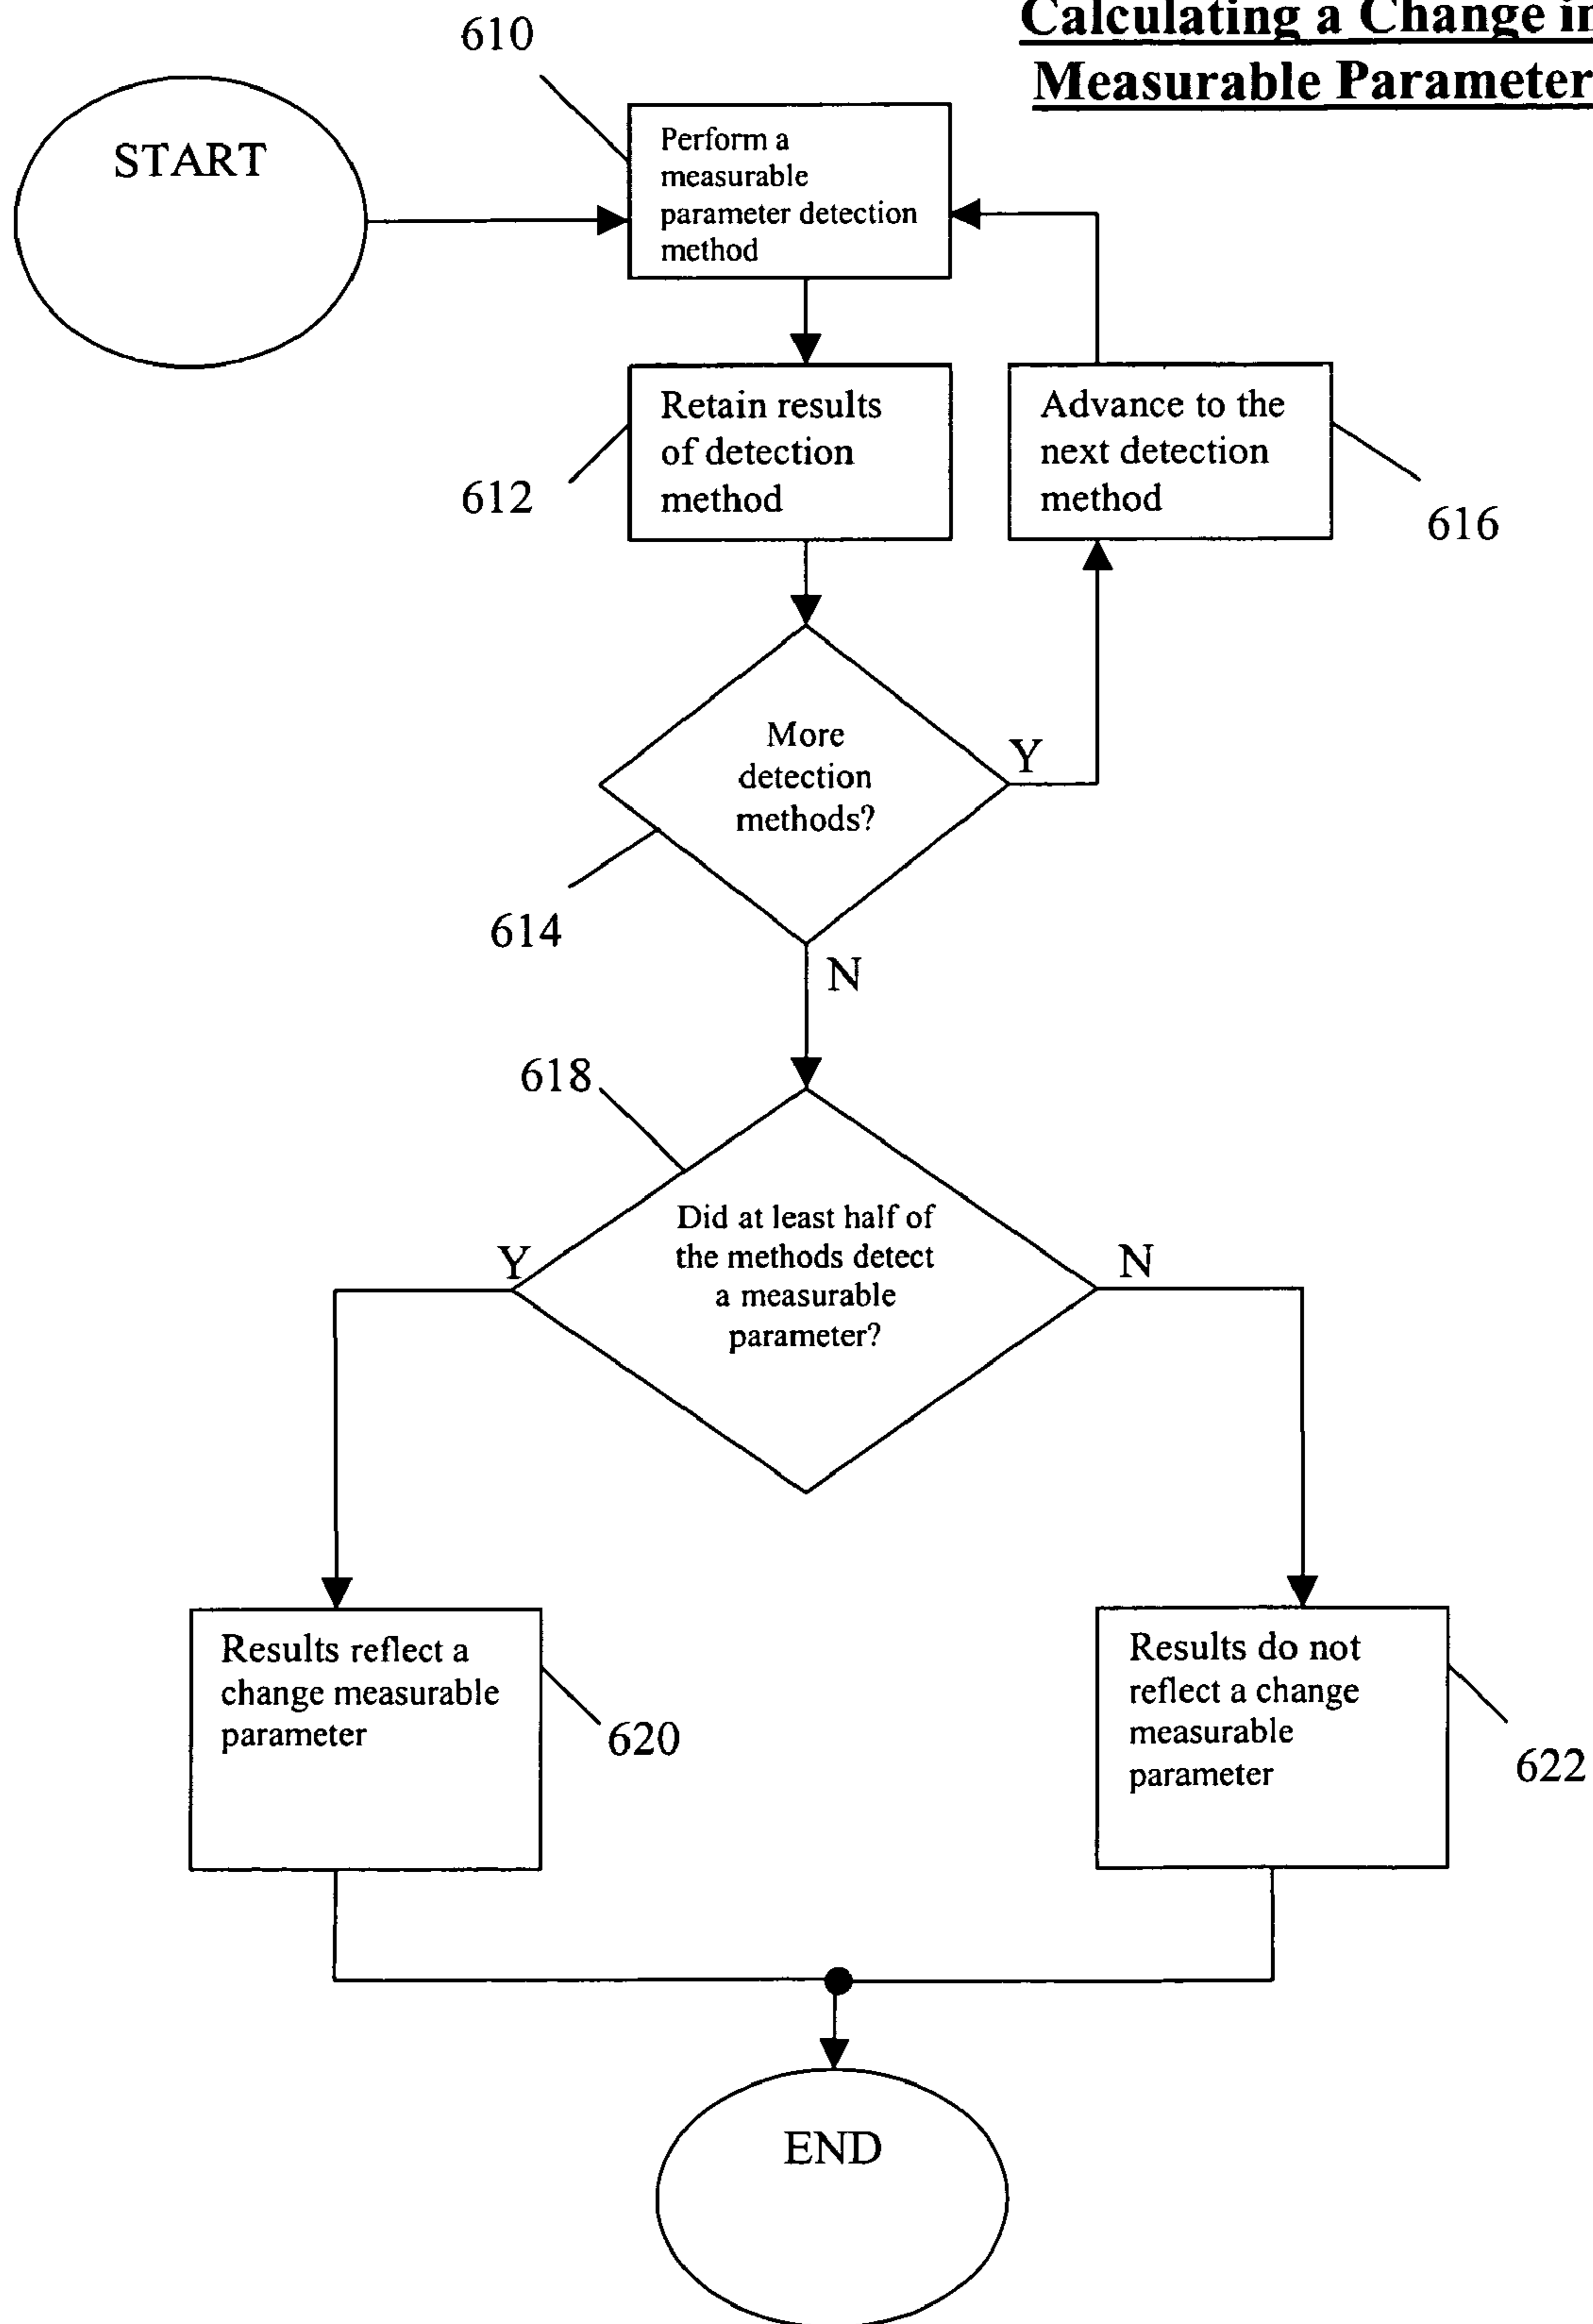 Calculating a Change in
Measurable Parameter
610
START
Perform a
measurable
parameter detection
method
Retain results
of detection
method
612
Advance to the
next detection
method
616
More
detection
methods?
Y
614
N
618
Did at least half of
the methods detect
a measurable
parameter?
Y
N
Results reflect a
change measurable
parameter
620
Results do not
reflect a change
measurable
parameter
622
END